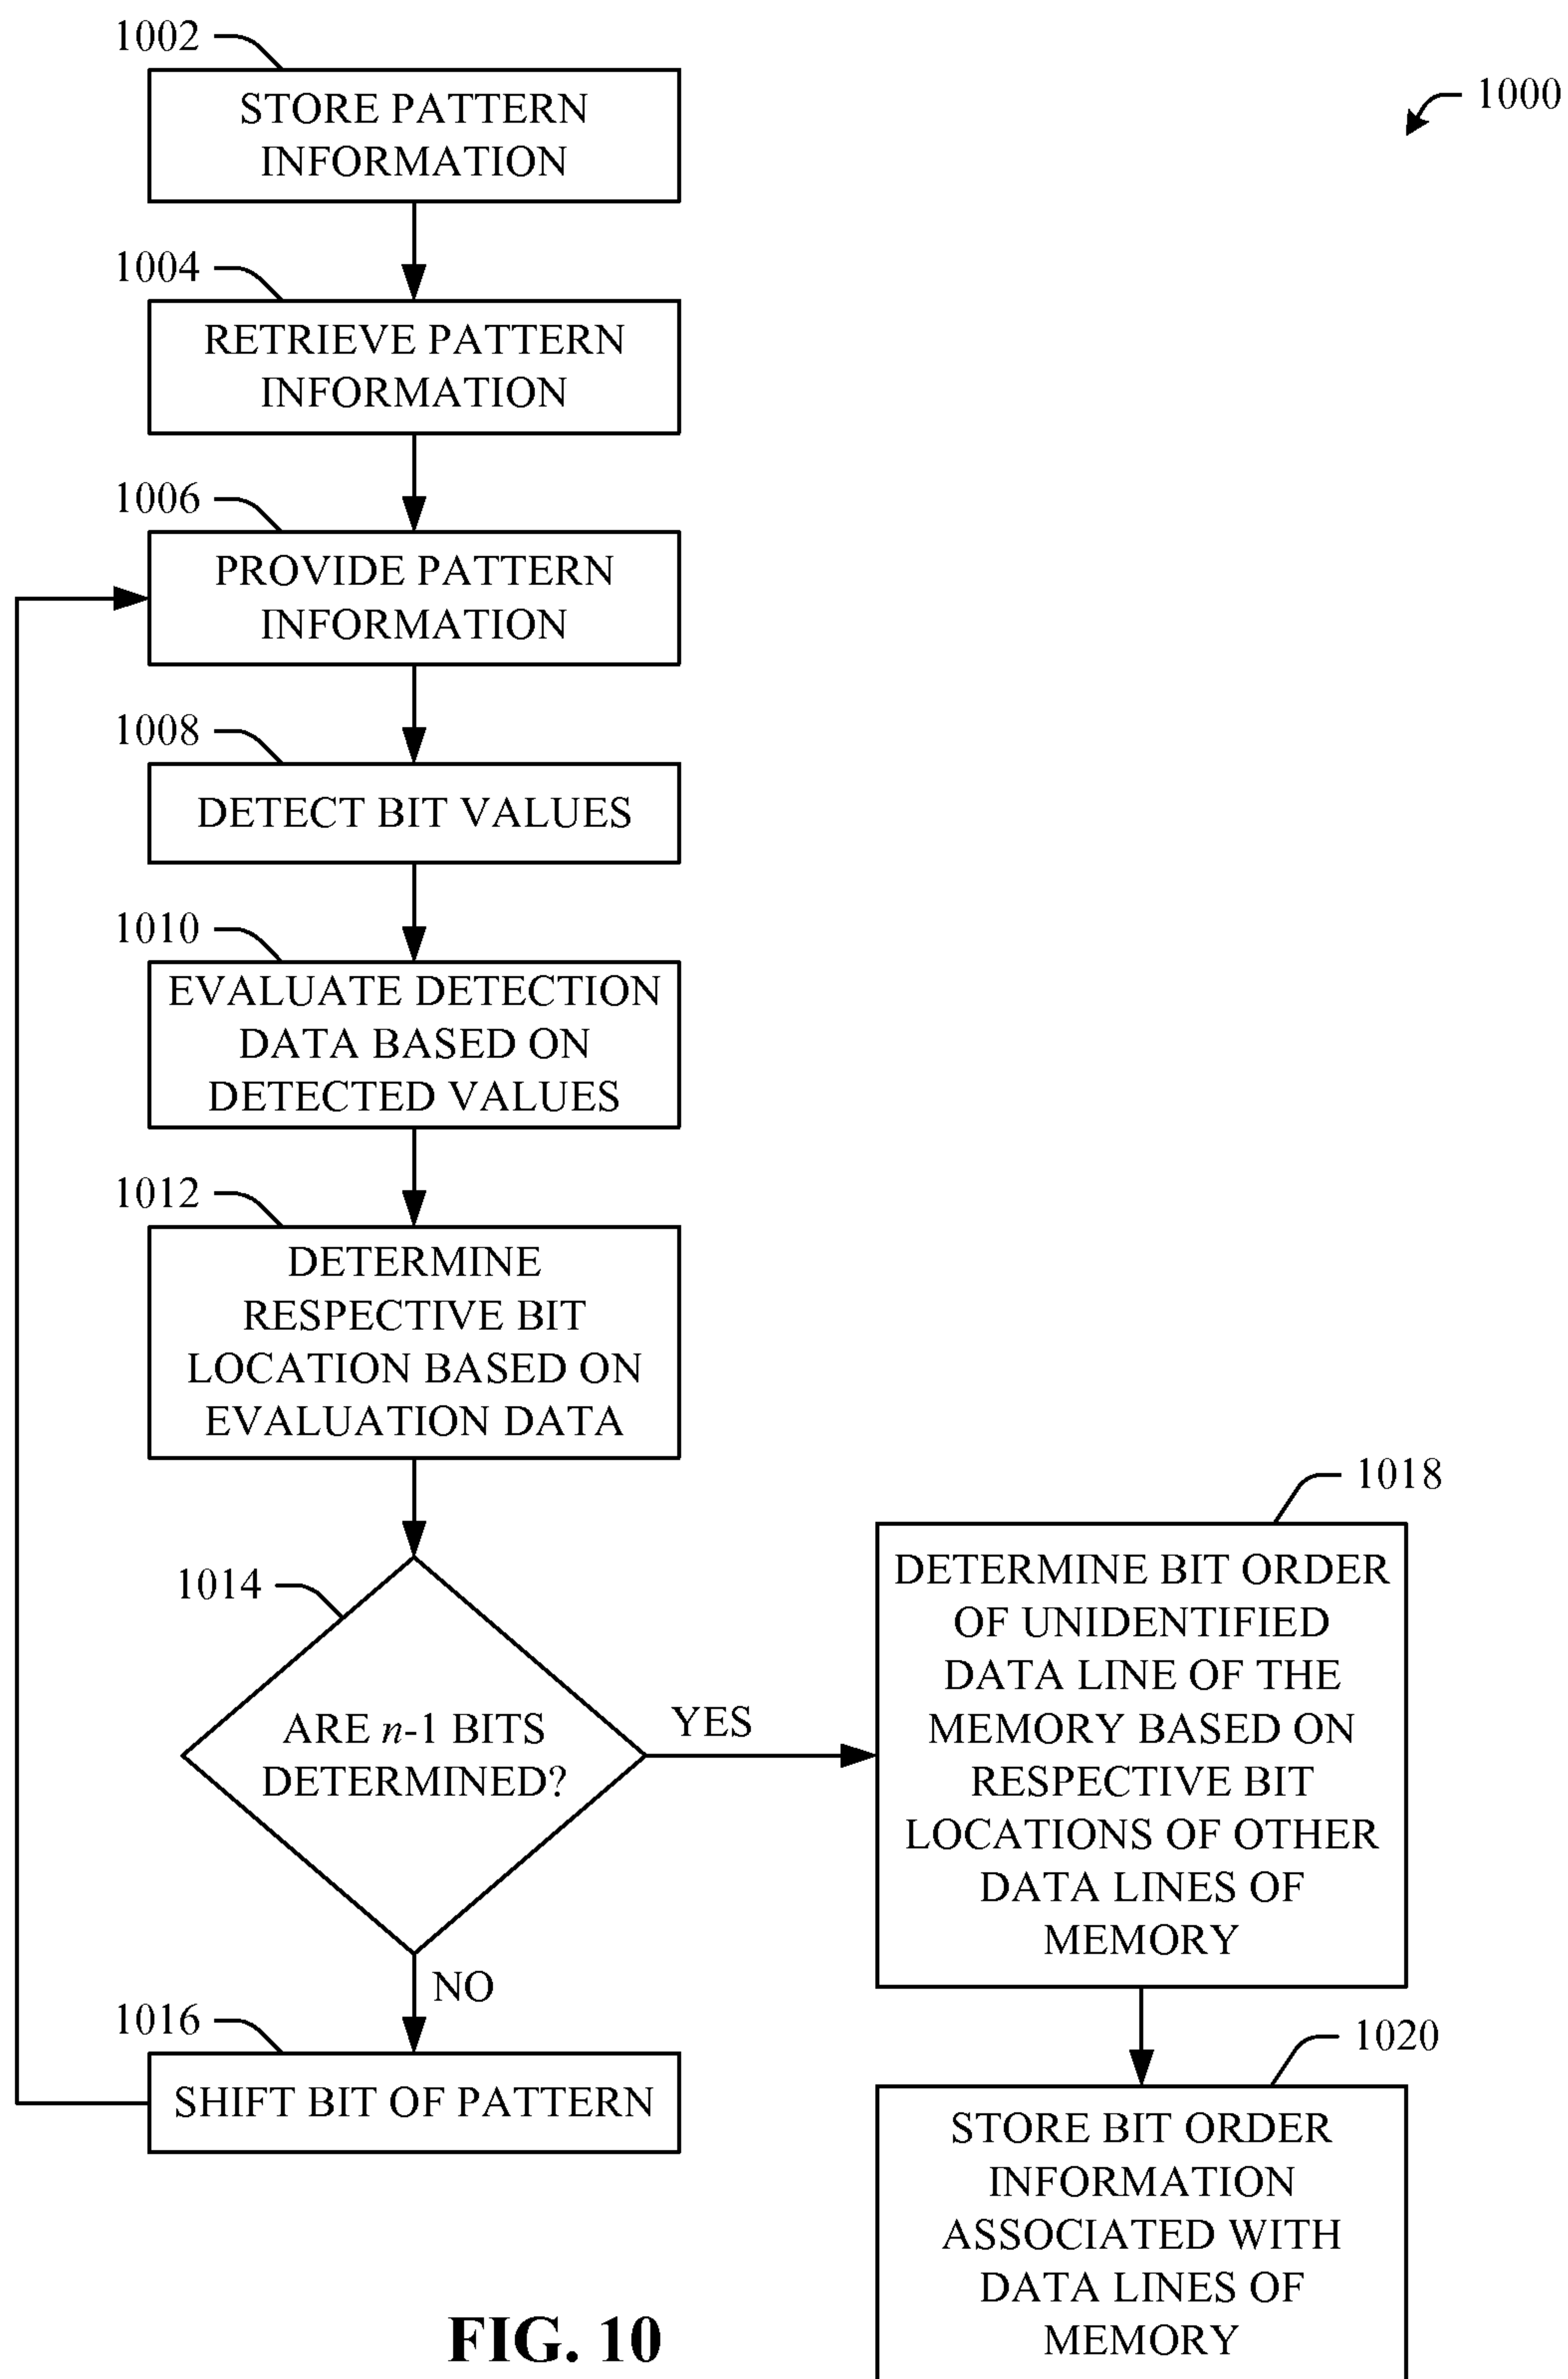 1002
STORE PATTERN
INFORMATION
1000
1004
RETRIEVE PATTERN
INFORMATION
1006
PROVIDE PATTERN
INFORMATION
1008
DETECT BIT VALUES
1010
EVALUATE DETECTION
DATA BASED ON
DETECTED VALUES
1012
DETERMINE
RESPECTIVE BIT
LOCATION BASED ON
EVALUATION DATA
1014
ARE n-1 BITS
DETERMINED?
YES
NO
1016
SHIFT BIT OF PATTERN
1018
DETERMINE BIT ORDER
OF UNIDENTIFIED
DATA LINE OF THE
MEMORY BASED ON
RESPECTIVE BIT
LOCATIONS OF OTHER
DATA LINES OF
MEMORY
1020
STORE BIT ORDER
INFORMATION
ASSOCIATED WITH
DATA LINES OF
MEMORY
FIG. 10